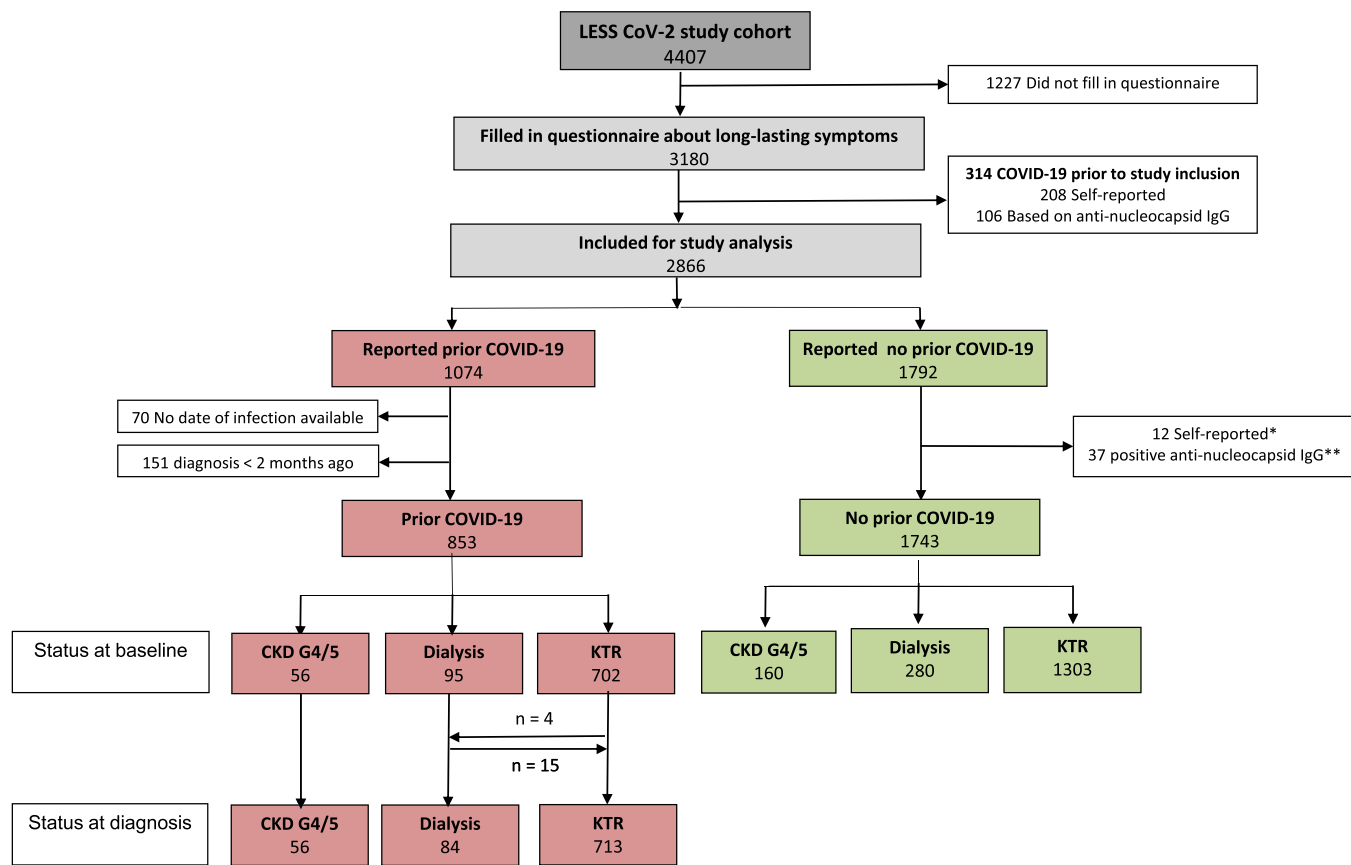 LESS CoV-2 study cohort
4407
1227 Did not fill in questionnaire
Filled in questionnaire about long-lasting symptoms
3180
314 COVID-19 prior to study inclusion
208 Self-reported
106 Based on anti-nucleocapsid IgG
Included for study analysis
2866
Reported prior COVID-19
1074
Reported no prior COVID-19
1792
70 No date of infection available
151 diagnosis < 2 months ago
12 Self-reported*
37 positive anti-nucleocapsid IgG**
Prior COVID-19
853
No prior COVID-19
1743
Status at baseline
CKD G4/5
56
Dialysis
95
KTR
702
CKD G4/5
160
Dialysis
280
KTR
1303
n = 4
n = 15
Status at diagnosis
CKD G4/5
56
Dialysis
84
KTR
713